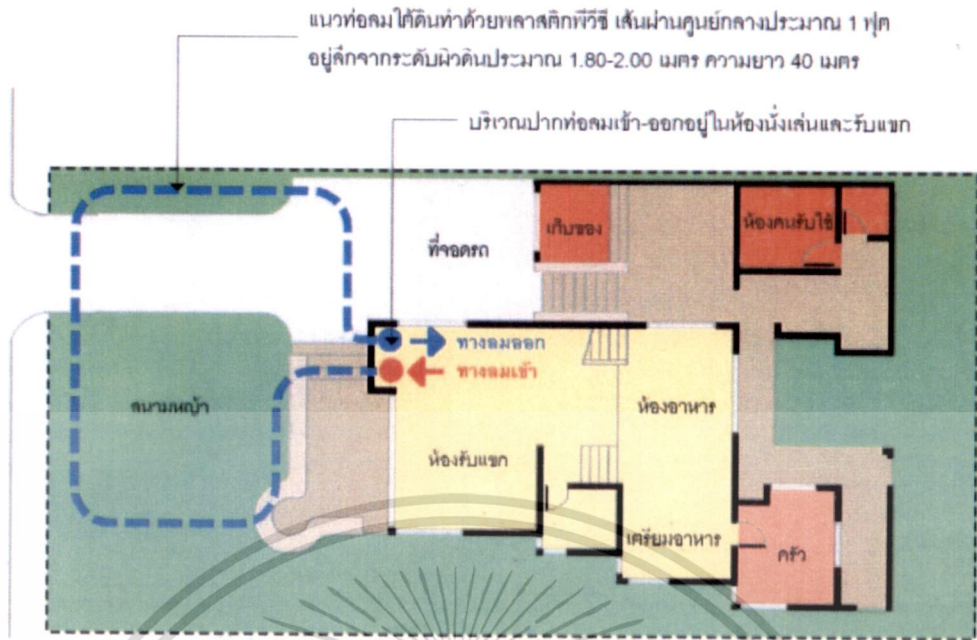 แนวท่อลมใต้ดินทำด้วยพลาสติกพีวีซี เส้นผ่านศูนย์กลางประมาณ 1 ฟุต
อยู่ลึกจากระดับผิวดินประมาณ 1.80-2.00 เมตร ความยาว 40 เมตร
บริเวณปากท่อลมเข้า-ออกอยู่ในห้องนั่งเล่นและรับแขก
เก็บของ
ห้องคนรับใช้
ที่จอดรถ
ทางลมออก
ทางลมเข้า
สนามหญ้า
ห้องอาหาร
ห้องรับแขก
เตรียมอาหาร
ครัว